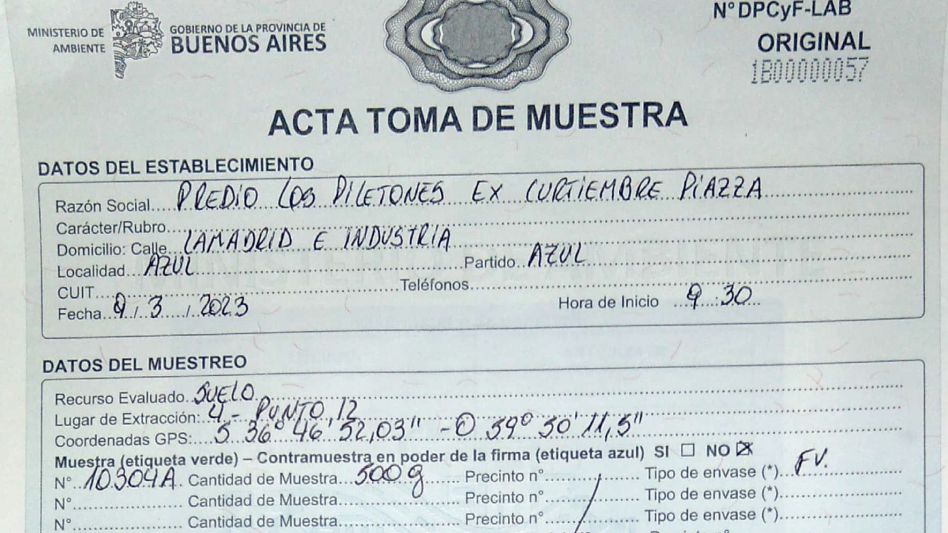 MINISTERIO DE AMBIENTE
GOBIERNO DE LA PROVINCIA DE
BUENOS AIRES
N° DPCyF-LAB
ORIGINAL
1B00000057
ACTA TOMA DE MUESTRA
DATOS DEL ESTABLECIMIENTO
Razón Social PREDIO LOS PILETONES EX CURTIEMBRE PIAZZA
Carácter/Rubro
Domicilio: Calle LAMADRID E INDUSTRIA
Localidad AZUL Partido AZUL
CUIT Teléfonos
Fecha 9/3/2023 Hora de Inicio 9:30
DATOS DEL MUESTREO
Recurso Evaluado SUELO
Lugar de Extracción: 4 - PUNTO 12
Coordenadas GPS: S 36° 46' 52,03" - O 59° 50' 11,5"
Muestra (etiqueta verde) – Contramuestra en poder de la firma (etiqueta azul) SI ☐ NO ☒
N° 10304A Cantidad de Muestra 500g Precinto n° Tipo de envase (*) FV.
N° Cantidad de Muestra Precinto n° / Tipo de envase (*)
N° Cantidad de Muestra Precinto n° Tipo de envase (*)